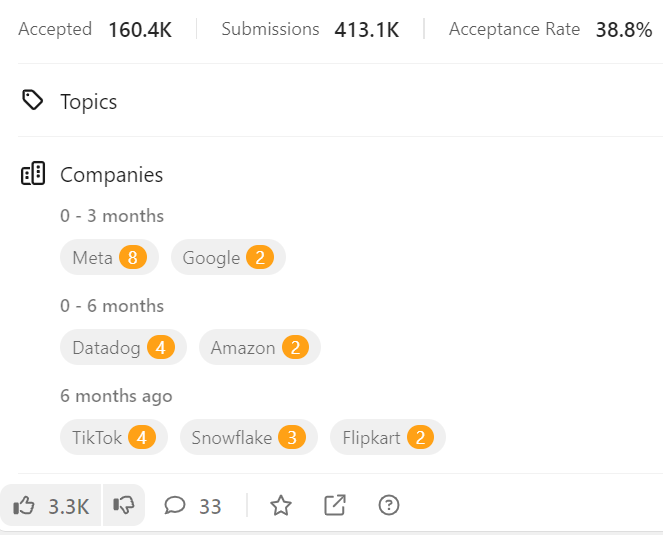 Accepted 160.4K Submissions 413.1K Acceptance Rate 38.8%
Topics
Companies
0 - 3 months
Meta 8 Google 2
0 - 6 months
Datadog 4 Amazon 2
6 months ago
TikTok 4 Snowflake 3 Flipkart 2
3.3K 33